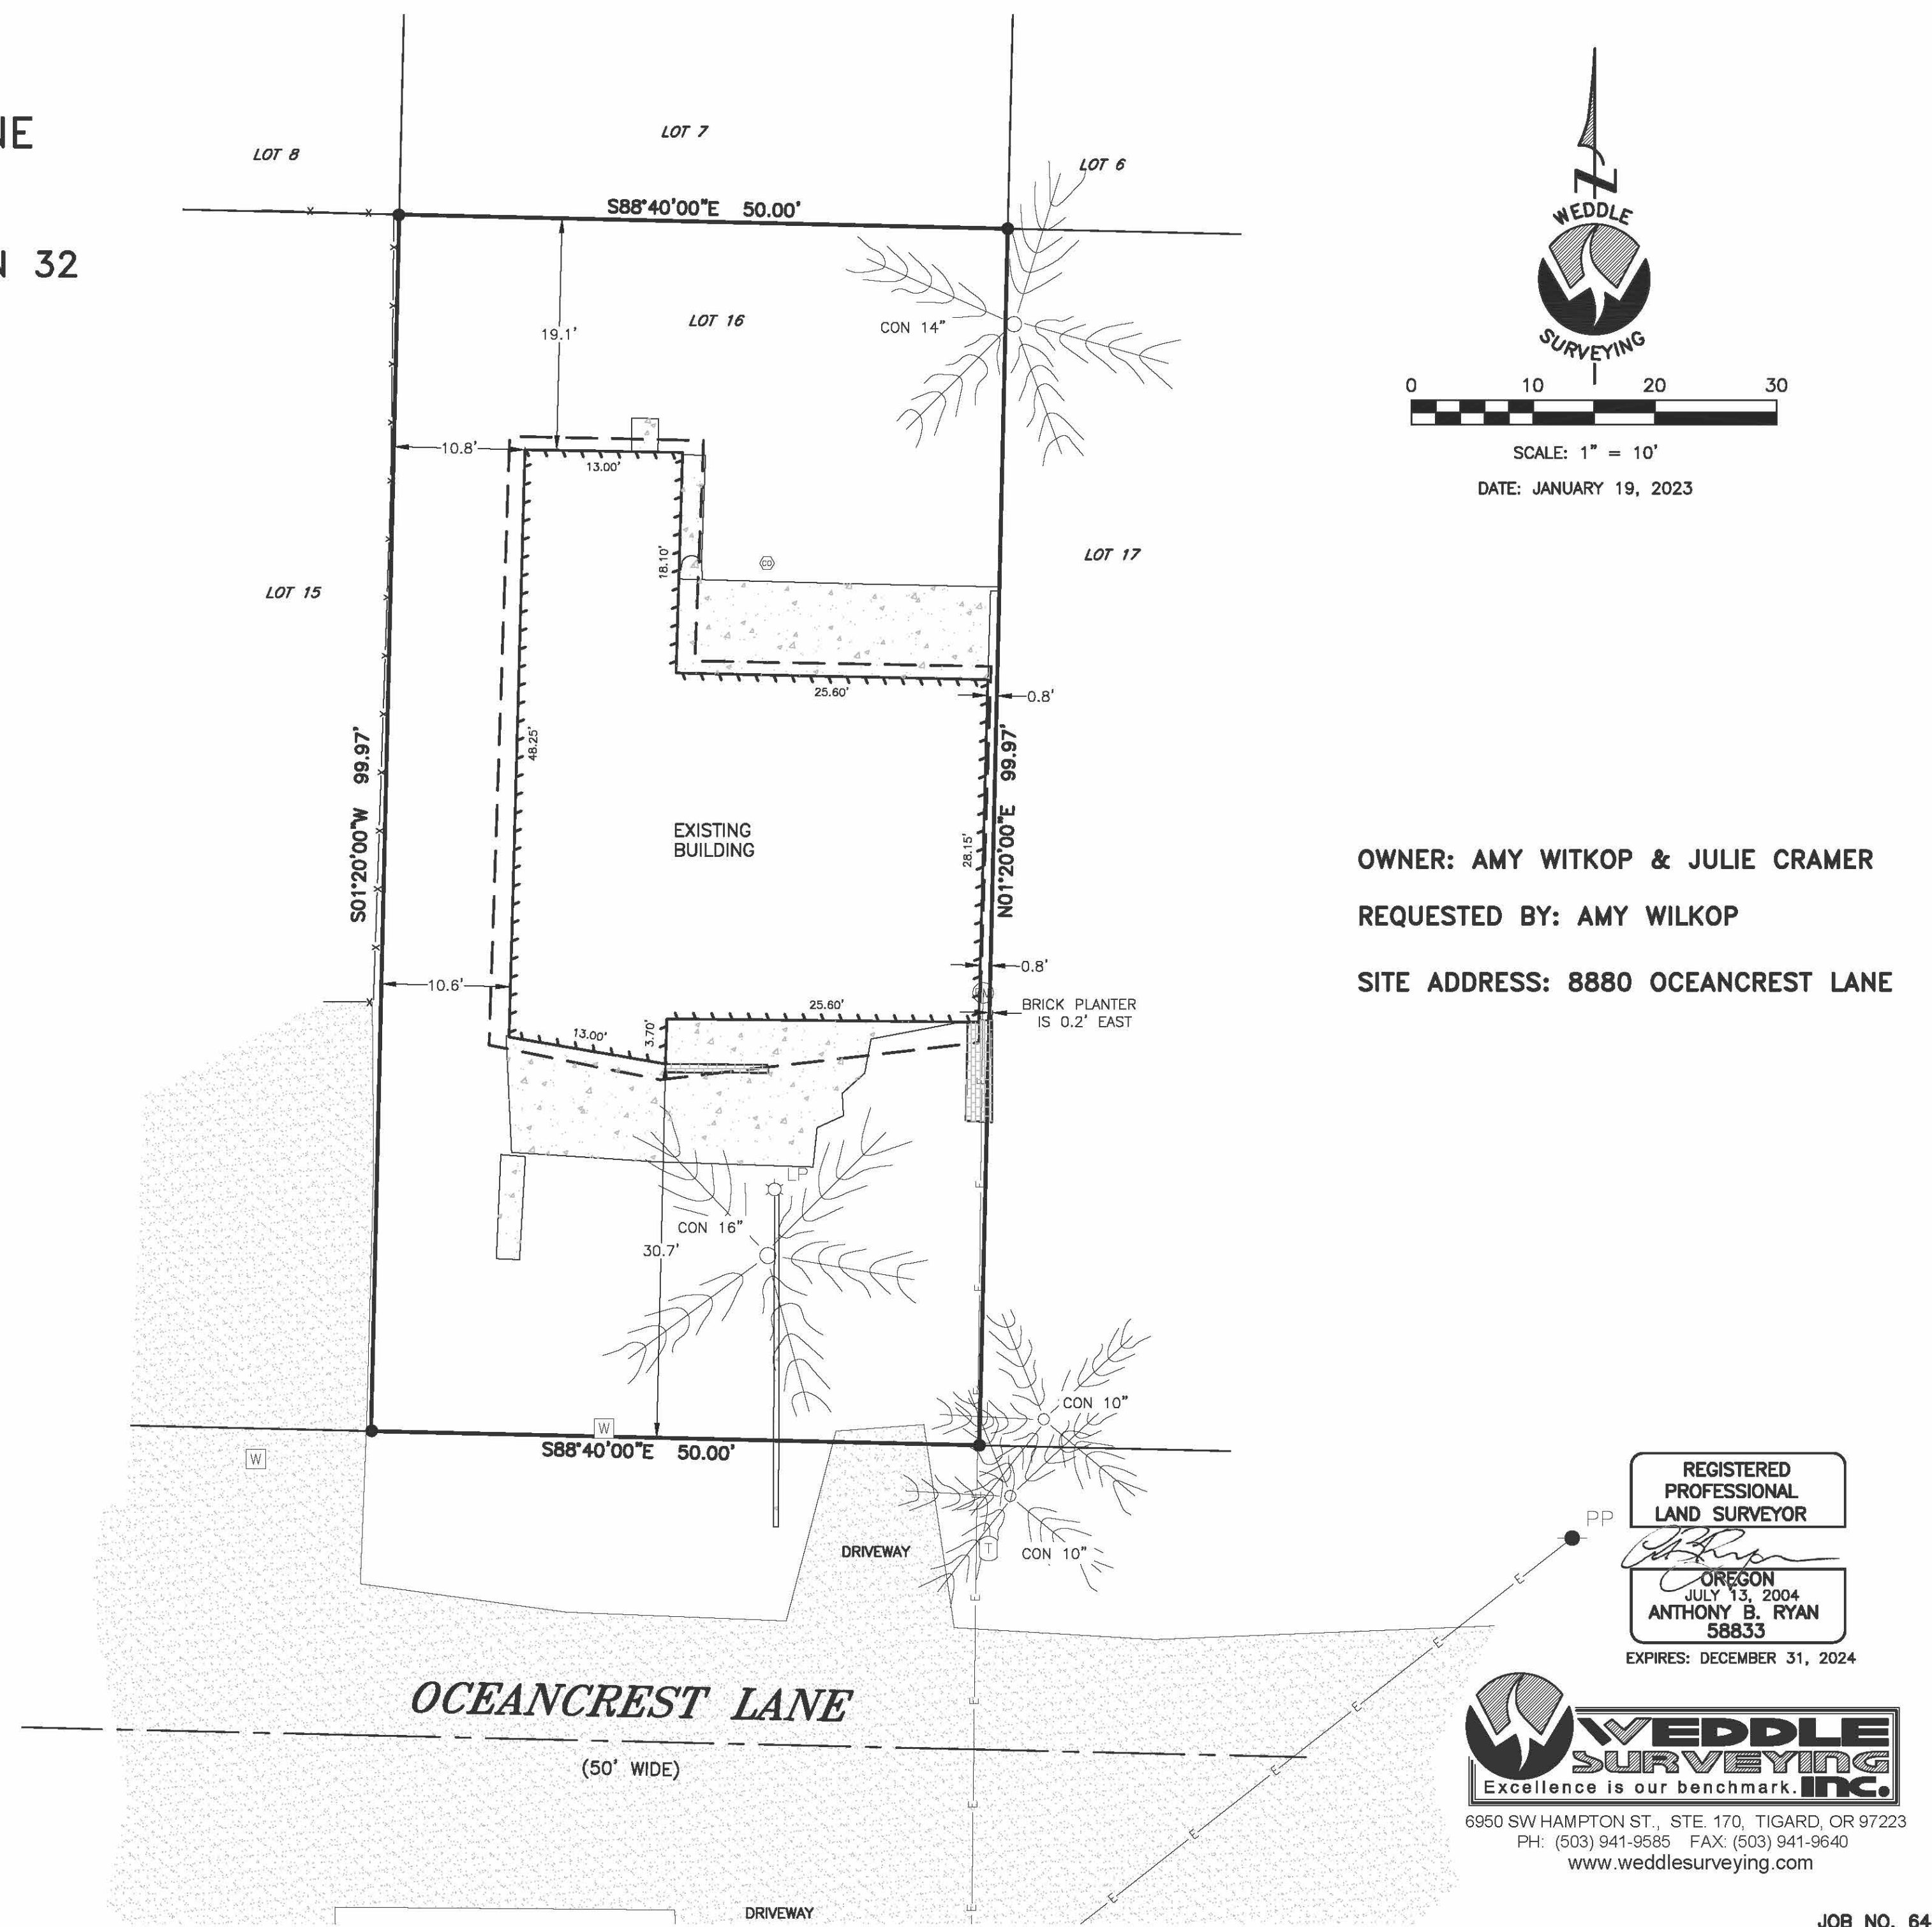 NE
N 32
LOT 8
LOT 7
LOT 6
S88°40'00"E 50.00'
19.1'
LOT 16
CON 14"
10.8'
13.00'
18.10'
CO
LOT 17
LOT 15
25.60'
0.8'
S01°20'00"W 99.97'
48.25'
EXISTING
BUILDING
28.15'
N01°20'00"E 99.97'
10.6'
0.8'
25.60'
BRICK PLANTER
IS 0.2' EAST
13.00'
3.70'
LP
CON 16"
30.7'
CON 10"
W
S88°40'00"E 50.00'
W
DRIVEWAY
T
CON 10"
OCEANCREST LANE
(50' WIDE)
DRIVEWAY
WEDDLE
SURVEYING
0 10 20 30
SCALE: 1" = 10'
DATE: JANUARY 19, 2023
OWNER: AMY WITKOP & JULIE CRAMER
REQUESTED BY: AMY WILKOP
SITE ADDRESS: 8880 OCEANCREST LANE
PP
REGISTERED
PROFESSIONAL
LAND SURVEYOR
OREGON
JULY 13, 2004
ANTHONY B. RYAN
58833
EXPIRES: DECEMBER 31, 2024
WEDDLE
SURVEYING
Excellence is our benchmark. INC.
6950 SW HAMPTON ST., STE. 170, TIGARD, OR 97223
PH: (503) 941-9585 FAX: (503) 941-9640
www.weddlesurveying.com
JOB NO. 64